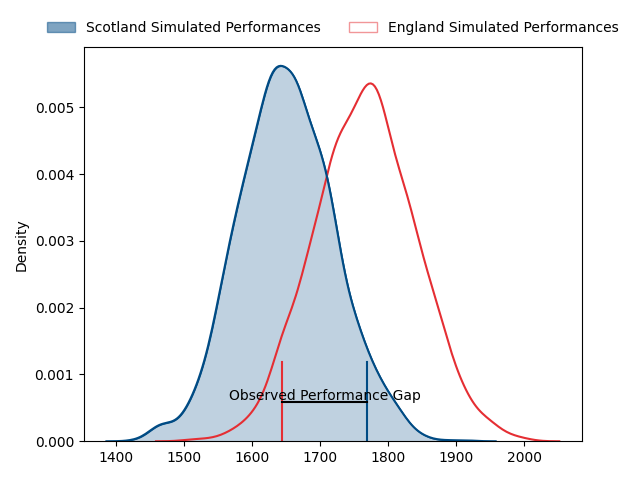 Scotland Simulated Performances
England Simulated Performances
Density
0.005
0.004
0.003
0.002
0.001
0.000
Observed Performance Gap
1400 1500 1600 1700 1800 1900 2000